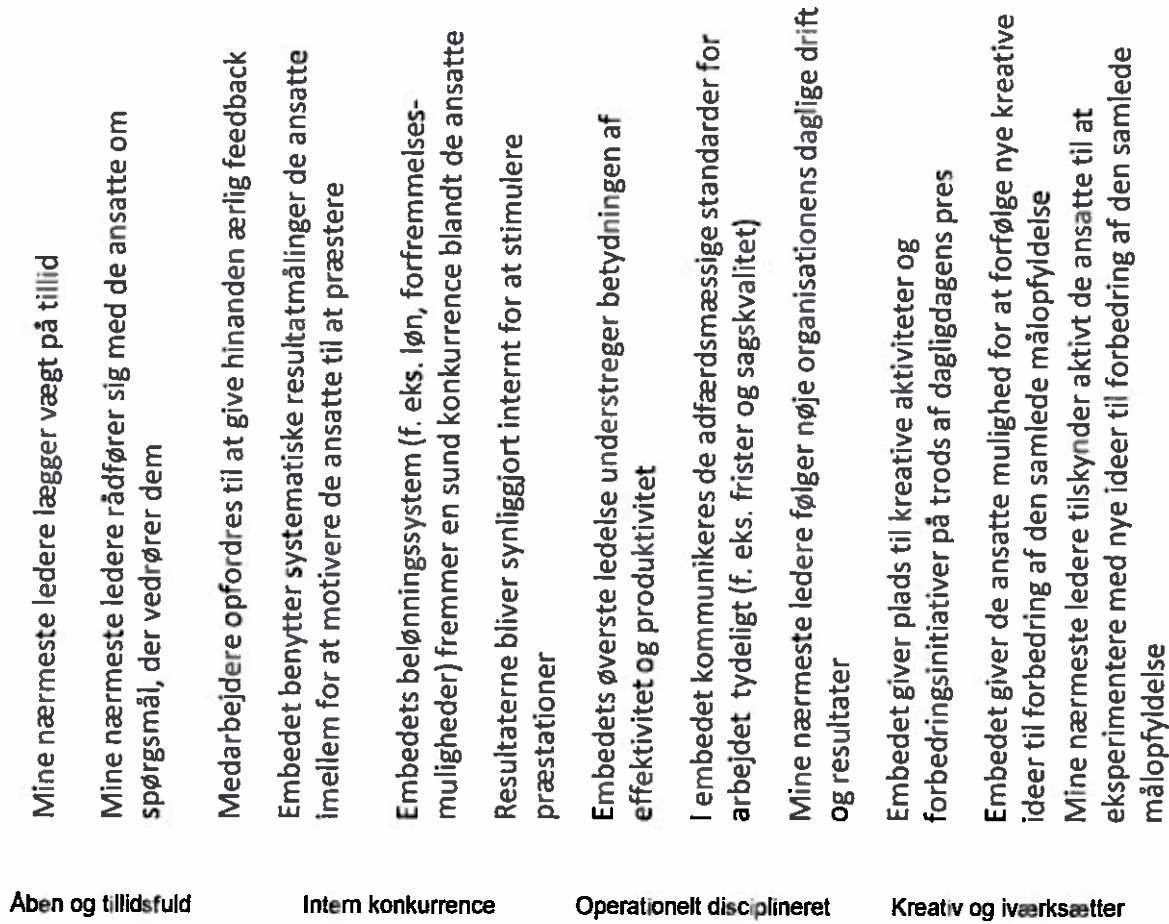 Åben og tillidsfuld
Mine nærmeste ledere lægger vægt på tillid
Mine nærmeste ledere rådfører sig med de ansatte om
spørgsmål, der vedrører dem
Medarbejdere opfordres til at give hinanden ærlig feedback
Intern konkurrence
Embedet benytter systematiske resultatmålinger de ansatte
imellem for at motivere de ansatte til at præstere
Embedets belønningssystem (f. eks. løn, forfremmelses-
muligheder) fremmer en sund konkurrence blandt de ansatte
Resultaterne bliver synliggjort internt for at stimulere
præstationer
Operationelt disciplineret
Embedets øverste ledelse understreger betydningen af
effektivitet og produktivitet
I embedet kommunikeres de adfærdsmæssige standarder for
arbejdet tydeligt (f. eks. frister og sagskvalitet)
Mine nærmeste ledere følger nøje organisationens daglige drift
og resultater
Kreativ og iværksætter
Embedet giver plads til kreative aktiviteter og
forbedringsinitiativer på trods af dagligdagens pres
Embedet giver de ansatte mulighed for at forfølge nye kreative
ideer til forbedring af den samlede målopfyldelse
Mine nærmeste ledere tilskynder aktivt de ansatte til at
eksperimentere med nye ideer til forbedring af den samlede
målopfyldelse